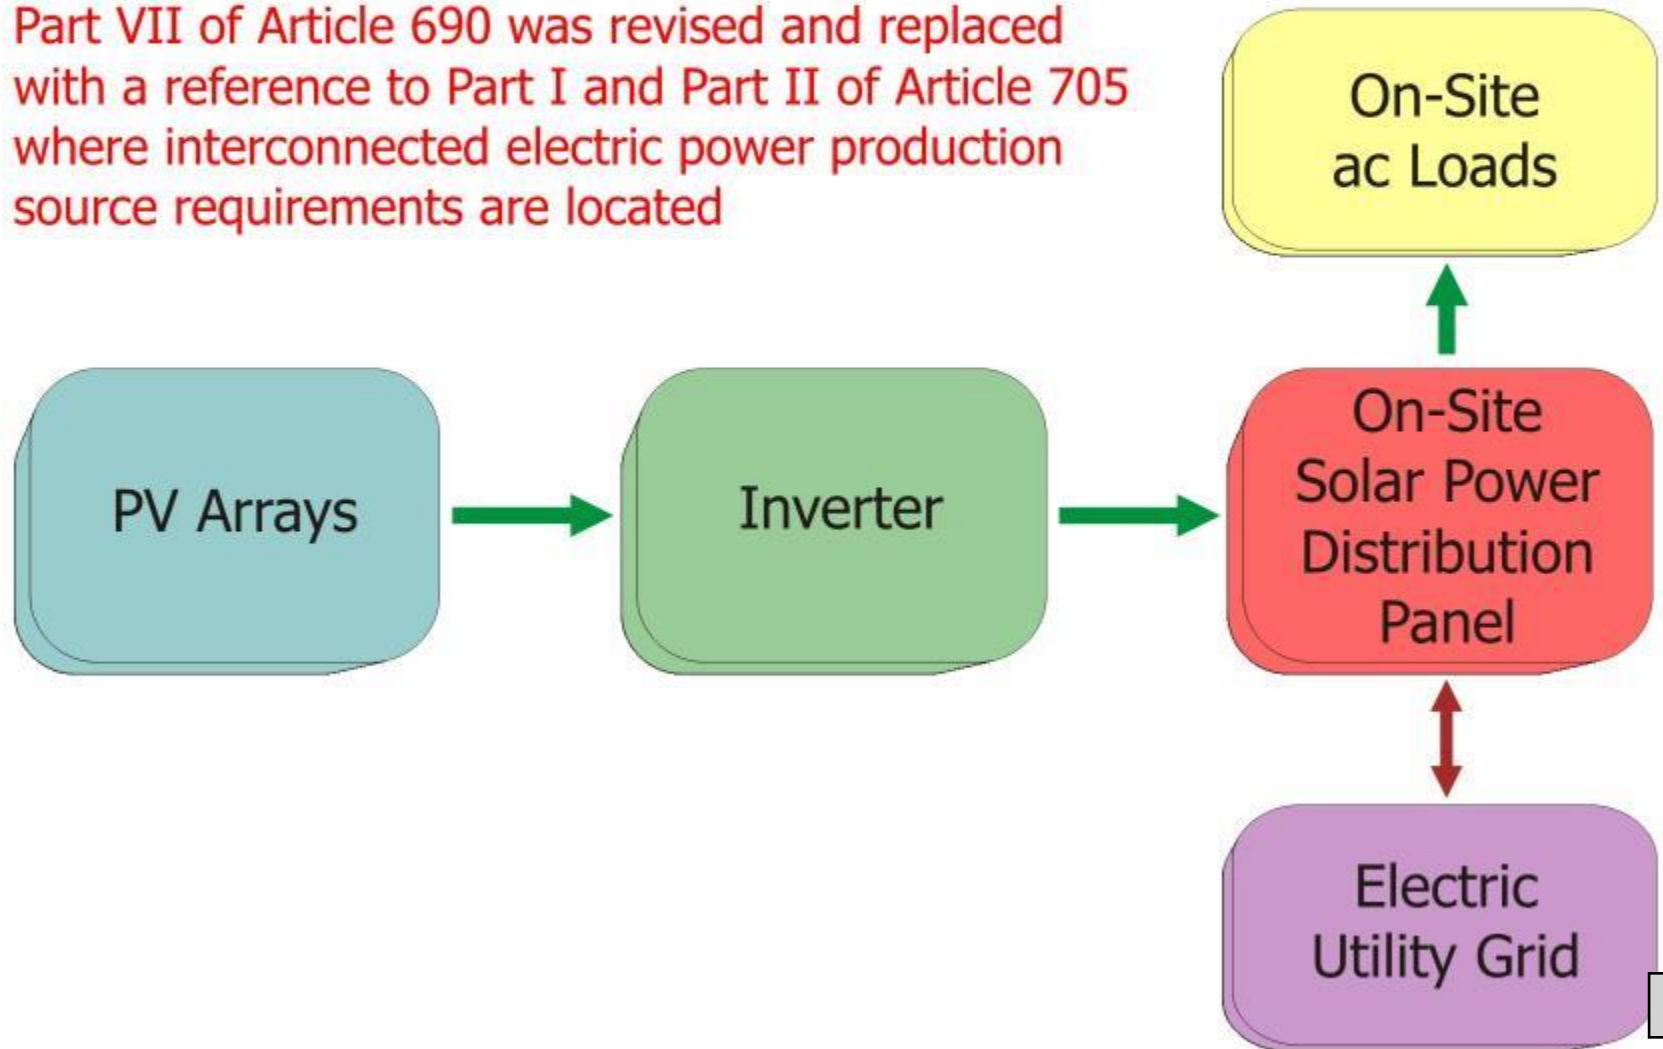 Part VII of Article 690 was revised and replaced
with a reference to Part I and Part II of Article 705
where interconnected electric power production
source requirements are located
On-Site
ac Loads
PV Arrays
Inverter
On-Site
Solar Power
Distribution
Panel
Electric
Utility Grid